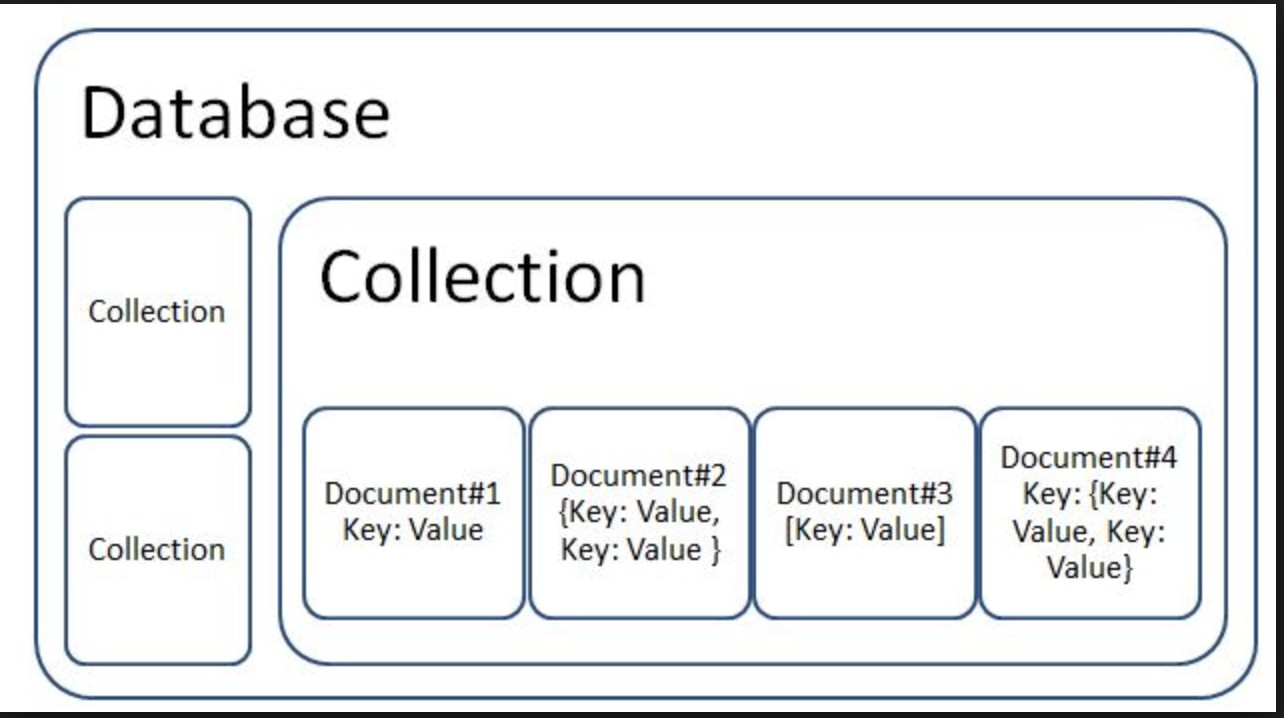 Database
Collection
Collection
Collection
Document#1
Key: Value
Document#2
{Key: Value,
Key: Value }
Document#3
[Key: Value]
Document#4
Key: {Key:
Value, Key:
Value}